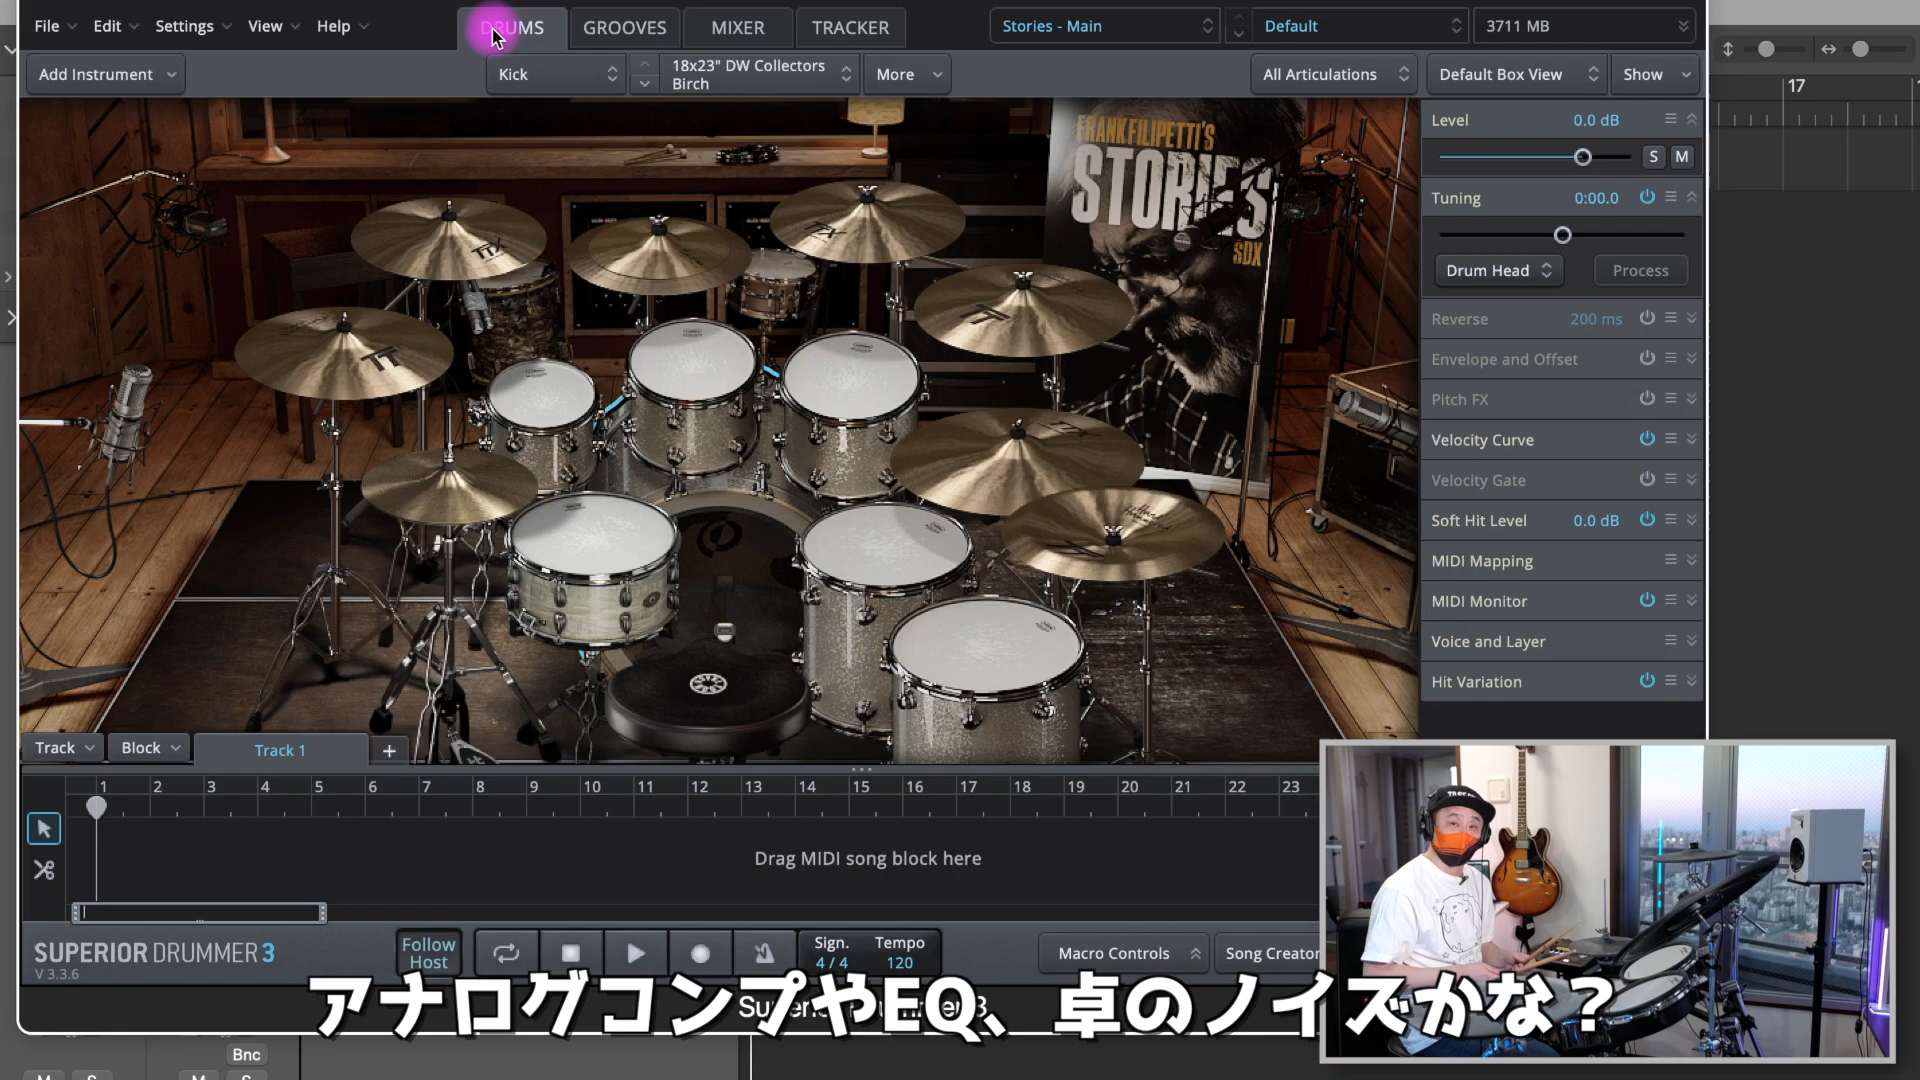 File Edit Settings View Help
DRUMS GROOVES MIXER TRACKER
Stories - Main Default 3711 MB
Add Instrument Kick 18x23" DW Collectors Birch More All Articulations Default Box View Show
17
FRANK FILIPETTI'S
STORIES
SDX
Level 0.0 dB
S M
Tuning 0:00.0
Drum Head Process
Reverse 200 ms
Envelope and Offset
Pitch FX
Velocity Curve
Velocity Gate
Soft Hit Level 0.0 dB
MIDI Mapping
MIDI Monitor
Voice and Layer
Hit Variation
Track Block Track 1 +
1 2 3 4 5 6 7 8 9 10 11 12 13 14 15 16 17 18 19 20 21 22 23
Drag MIDI song block here
SUPERIOR DRUMMER 3
V 3.3.6
Follow Host
Sign. 4/4
Tempo 120
Macro Controls Song Creator
アナログコンプやEQ、卓のノイズかな？
Bnc